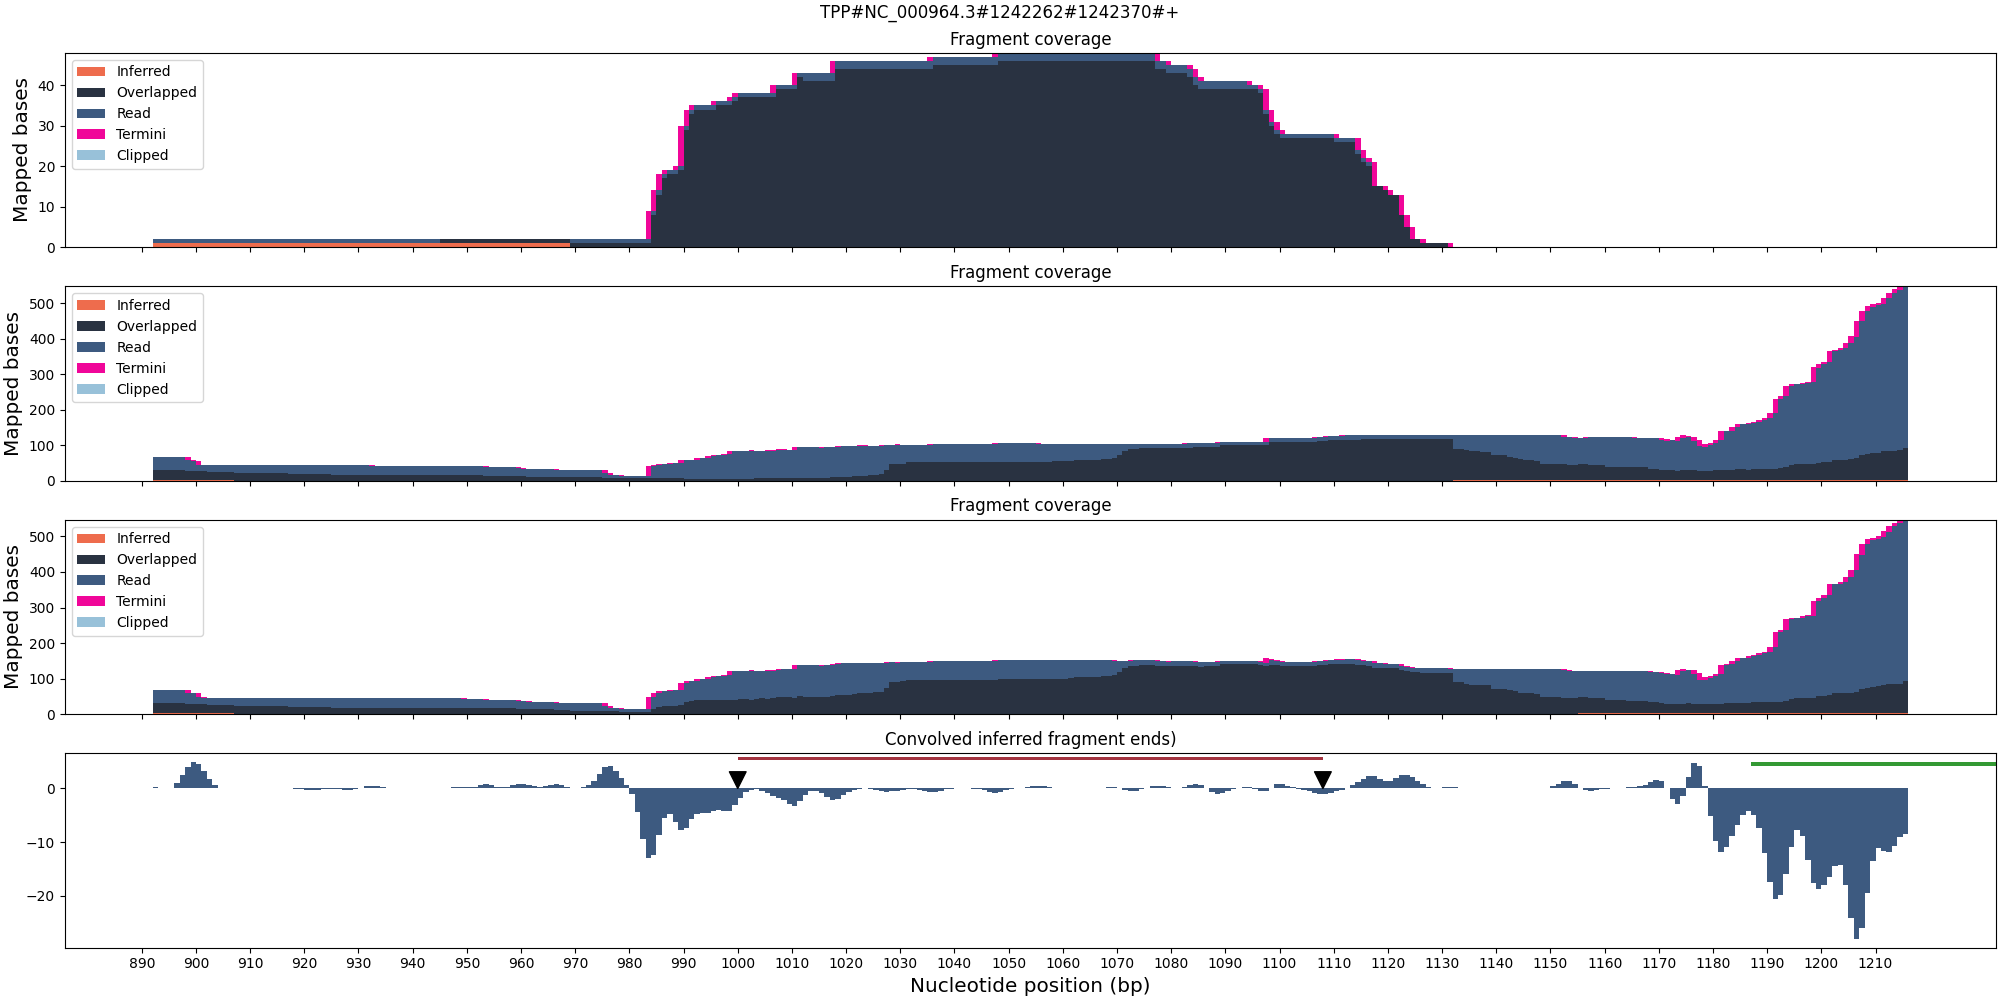 TPP#NC_000964.3#1242262#1242370#+
Fragment coverage
Mapped bases
40
30
20
10
0
Inferred
Overlapped
Read
Termini
Clipped
Fragment coverage
Mapped bases
500
400
300
200
100
0
Inferred
Overlapped
Read
Termini
Clipped
Fragment coverage
Mapped bases
500
400
300
200
100
0
Inferred
Overlapped
Read
Termini
Clipped
Convolved inferred fragment ends)
0
−10
−20
890 900 910 920 930 940 950 960 970 980 990 1000 1010 1020 1030 1040 1050 1060 1070 1080 1090 1100 1110 1120 1130 1140 1150 1160 1170 1180 1190 1200 1210
Nucleotide position (bp)